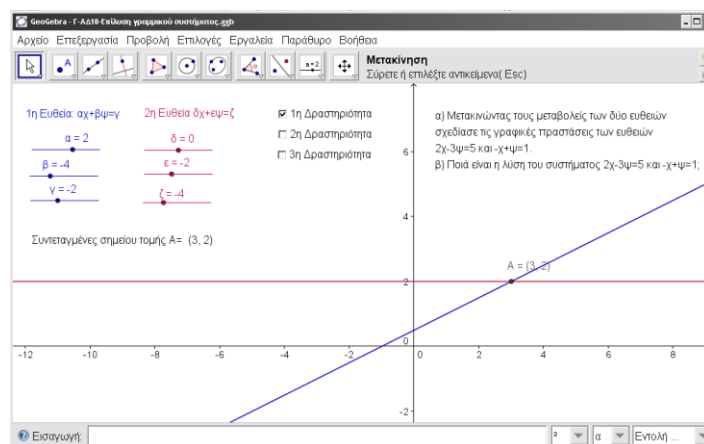 GeoGebra - Γ-ΑΔ10-Επίλυση γραμμικού συστήματος.ggb
Αρχείο Επεξεργασία Προβολή Επιλογές Εργαλεία Παράθυρο Βοήθεια
A
a = 2
Μετακίνηση
Σύρετε ή επιλέξτε αντικείμενα( Esc)
1η Ευθεία: αχ+βψ=γ
2η Ευθεία δχ+εψ=ζ
α = 2
δ = 0
β = -4
ε = -2
γ = -2
ζ = -4
1η Δραστηριότητα
2η Δραστηριότητα
3η Δραστηριότητα
α) Μετακινώντας τους μεταβολείς των δύο ευθειών
σχεδίασε τις γραφικές πραστάσεις των ευθειών
2χ-3ψ=5 και -χ+ψ=1.
β) Ποιά είναι η λύση του συστήματος 2χ-3ψ=5 και -χ+ψ=1;
Συντεταγμένες σημείου τομής Α= (3, 2)
A = (3, 2)
6
4
2
0
-2
-12 -10 -8 -6 -4 -2 0 2 4 6 8
Εισαγωγή:
² α Εντολή ...